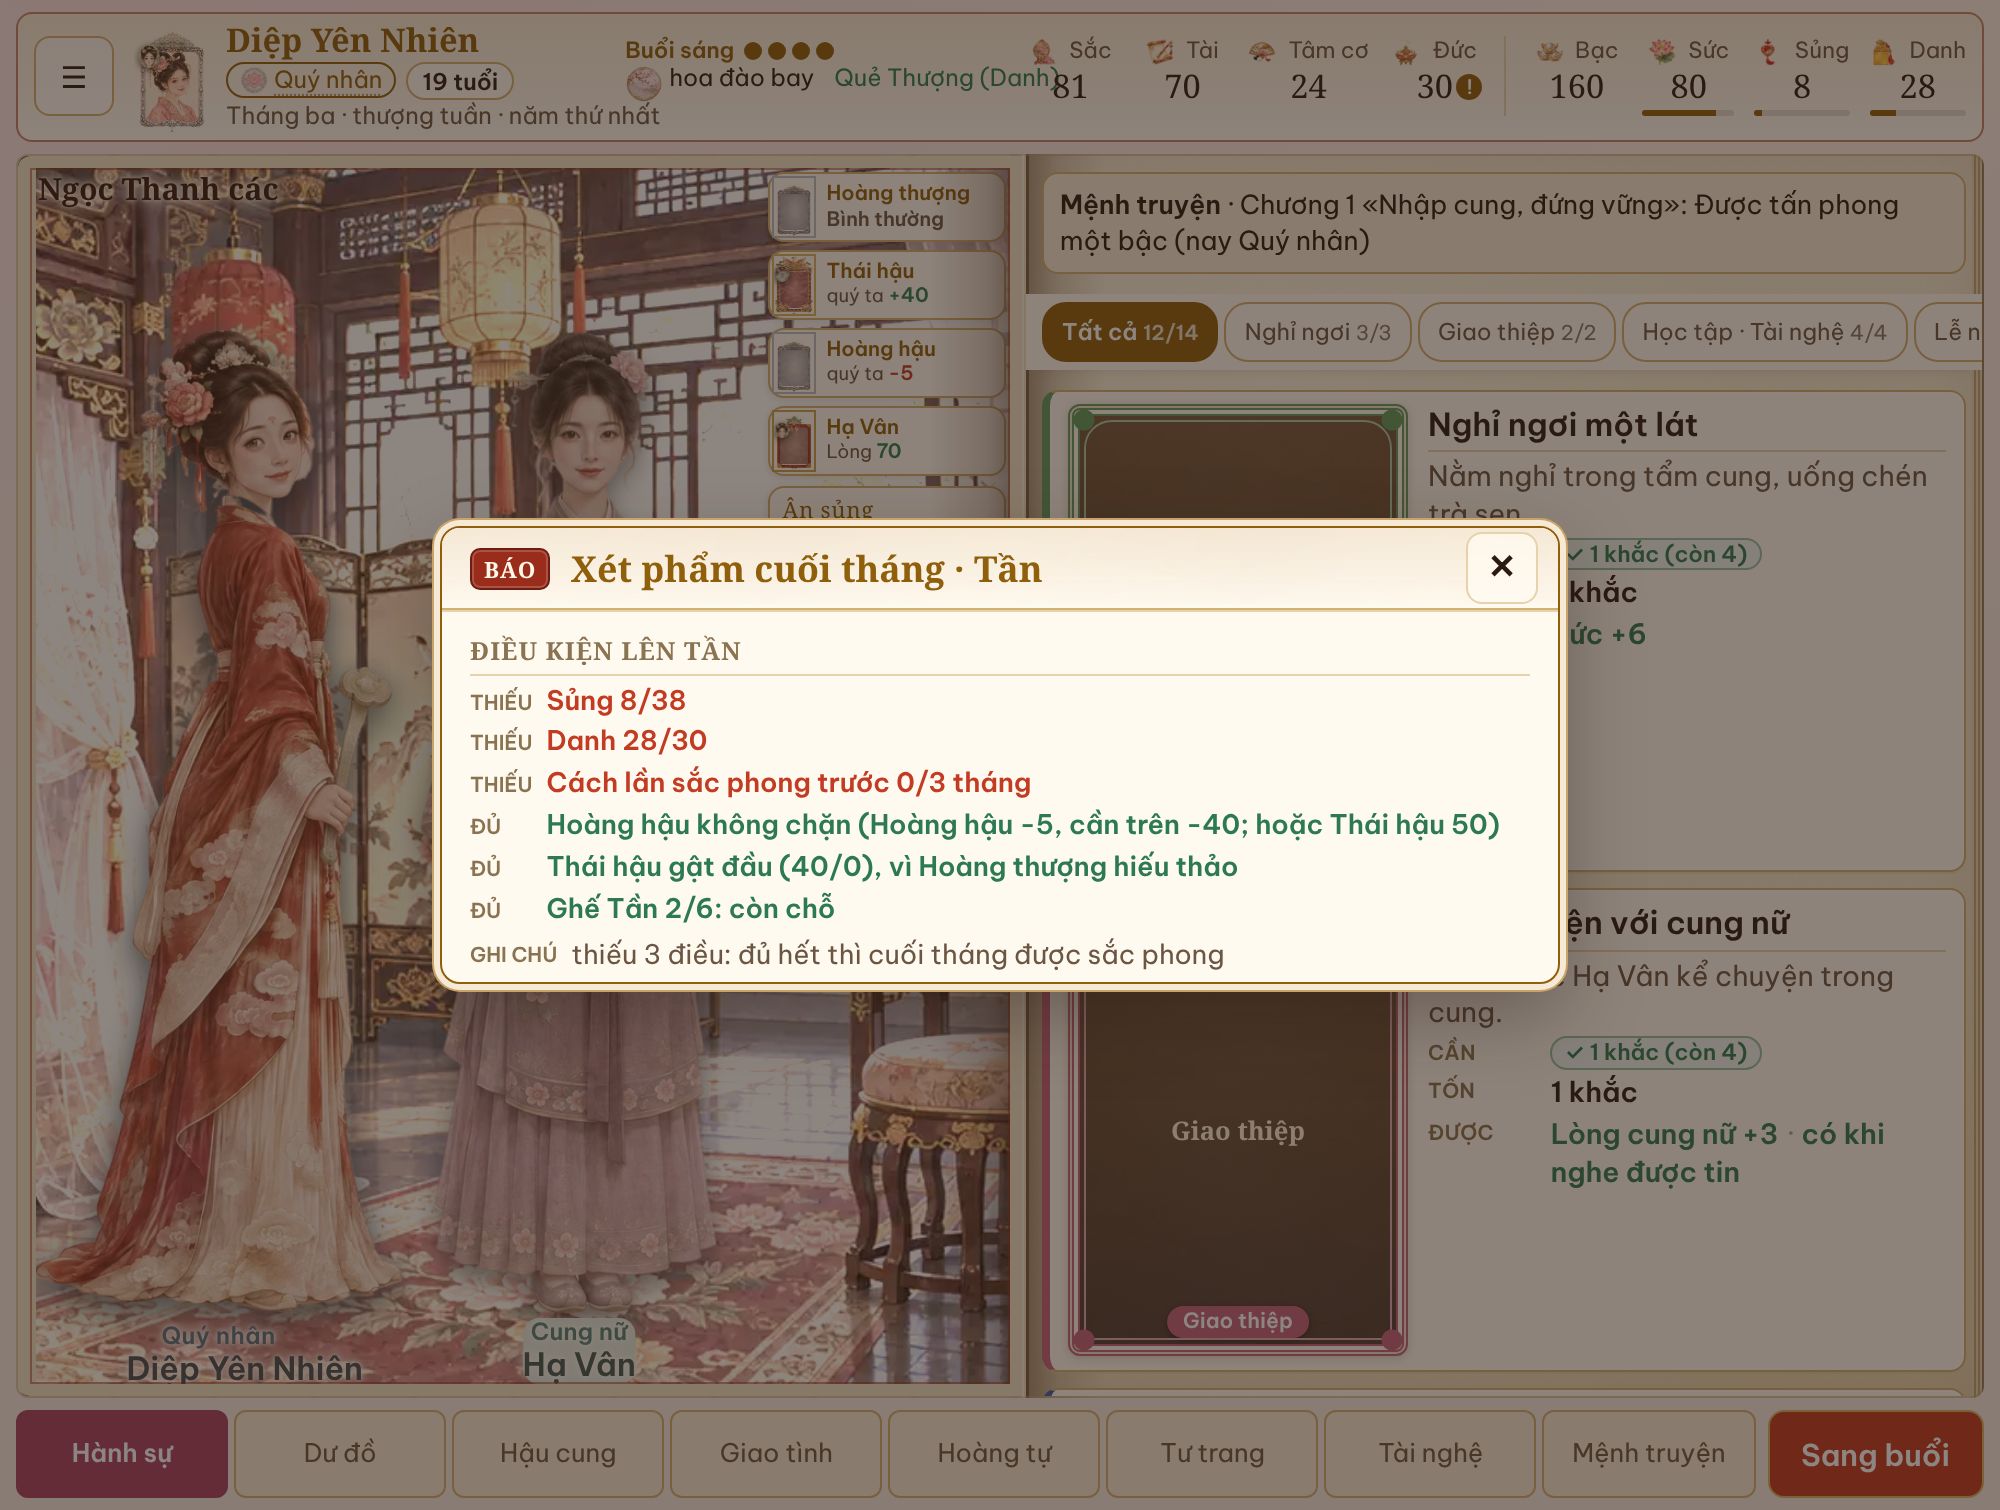 ☰
Diệp Yên Nhiên
Quý nhân
19 tuổi
Tháng ba · thượng tuần · năm thứ nhất
Buổi sáng
hoa đào bay
Quẻ Thượng (Danh)
Sắc
81
Tài
70
Tâm cơ
24
Đức
30 !
Bạc
160
Sức
80
Sủng
8
Danh
28
Ngọc Thanh các
Hoàng thượng
Bình thường
Thái hậu
quý ta +40
Hoàng hậu
quý ta -5
Hạ Vân
Lòng 70
Ân sủng
Quý nhân
Diệp Yên Nhiên
Cung nữ
Hạ Vân
Mệnh truyện · Chương 1 «Nhập cung, đứng vững»: Được tấn phong
một bậc (nay Quý nhân)
Tất cả 12/14
Nghỉ ngơi 3/3
Giao thiệp 2/2
Học tập · Tài nghệ 4/4
Lễ n
Nghỉ ngơi một lát
Nằm nghỉ trong tẩm cung, uống chén
trà sen
✓ 1 khắc (còn 4)
khắc
ức +6
BÁO
Xét phẩm cuối tháng · Tần
✕
ĐIỀU KIỆN LÊN TẦN
THIẾU Sủng 8/38
THIẾU Danh 28/30
THIẾU Cách lần sắc phong trước 0/3 tháng
ĐỦ Hoàng hậu không chặn (Hoàng hậu -5, cần trên -40; hoặc Thái hậu 50)
ĐỦ Thái hậu gật đầu (40/0), vì Hoàng thượng hiếu thảo
ĐỦ Ghế Tần 2/6: còn chỗ
GHI CHÚ thiếu 3 điều: đủ hết thì cuối tháng được sắc phong
ện với cung nữ
Hạ Vân kể chuyện trong
cung.
CẦN ✓ 1 khắc (còn 4)
TỐN 1 khắc
ĐƯỢC Lòng cung nữ +3 · có khi
nghe được tin
Giao thiệp
Giao thiệp
Hành sự
Dư đồ
Hậu cung
Giao tình
Hoàng tự
Tư trang
Tài nghệ
Mệnh truyện
Sang buổi